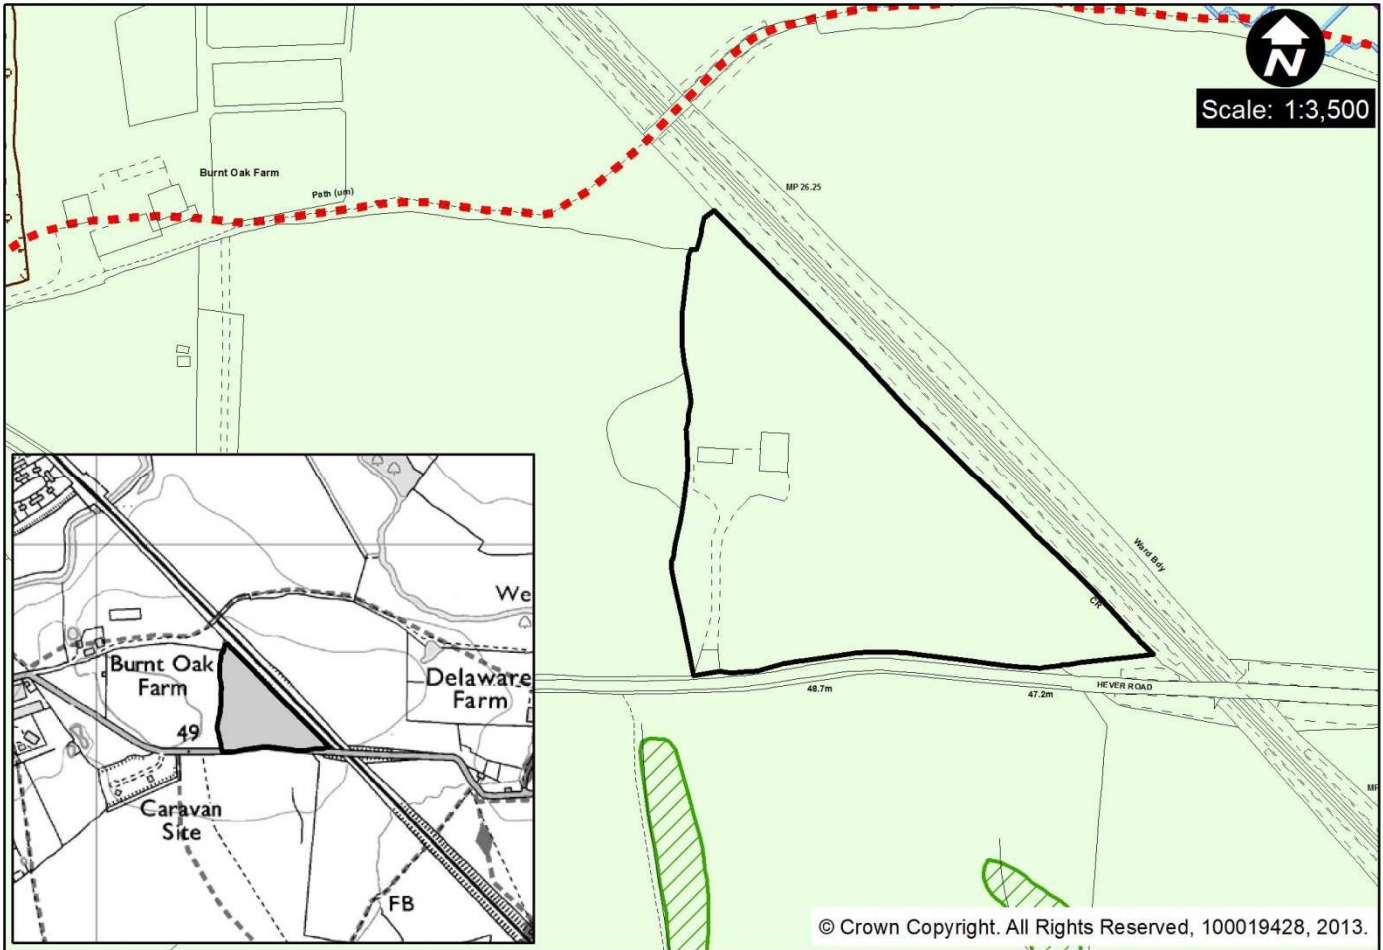 N
Scale: 1:3,500
Burnt Oak Farm
Path (um)
MP 26.25
Ward Bdy
CR
HEVER ROAD
48.7m
47.2m
We
Burnt Oak
Farm
Delaware
Farm
49
Caravan
Site
FB
© Crown Copyright. All Rights Reserved, 100019428, 2013.